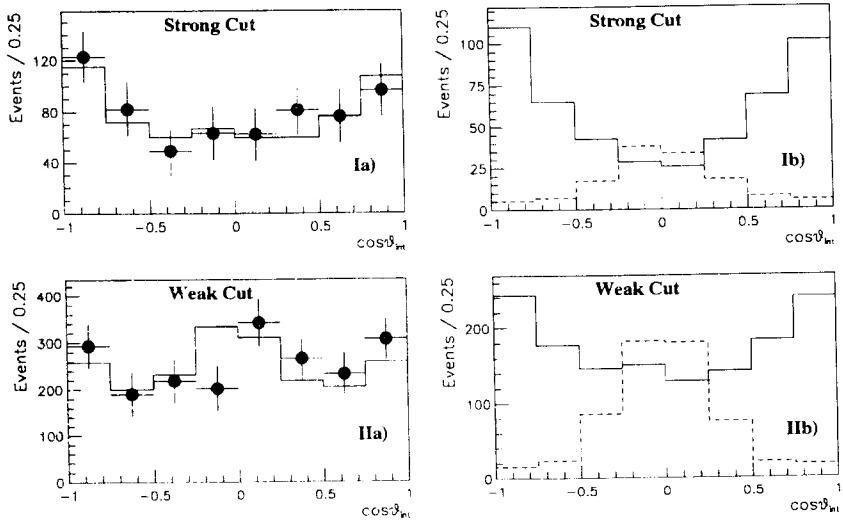 Strong Cut
Events / 0.25
120
80
40
0
Ia)
-1
-0.5
0
0.5
1
cosϑint
Strong Cut
Events / 0.25
100
75
50
25
0
Ib)
-1
-0.5
0
0.5
1
cosϑint
Weak Cut
Events / 0.25
400
300
200
100
0
IIa)
-1
-0.5
0
0.5
1
cosϑint
Weak Cut
Events / 0.25
200
100
0
IIb)
-1
-0.5
0
0.5
1
cosϑint